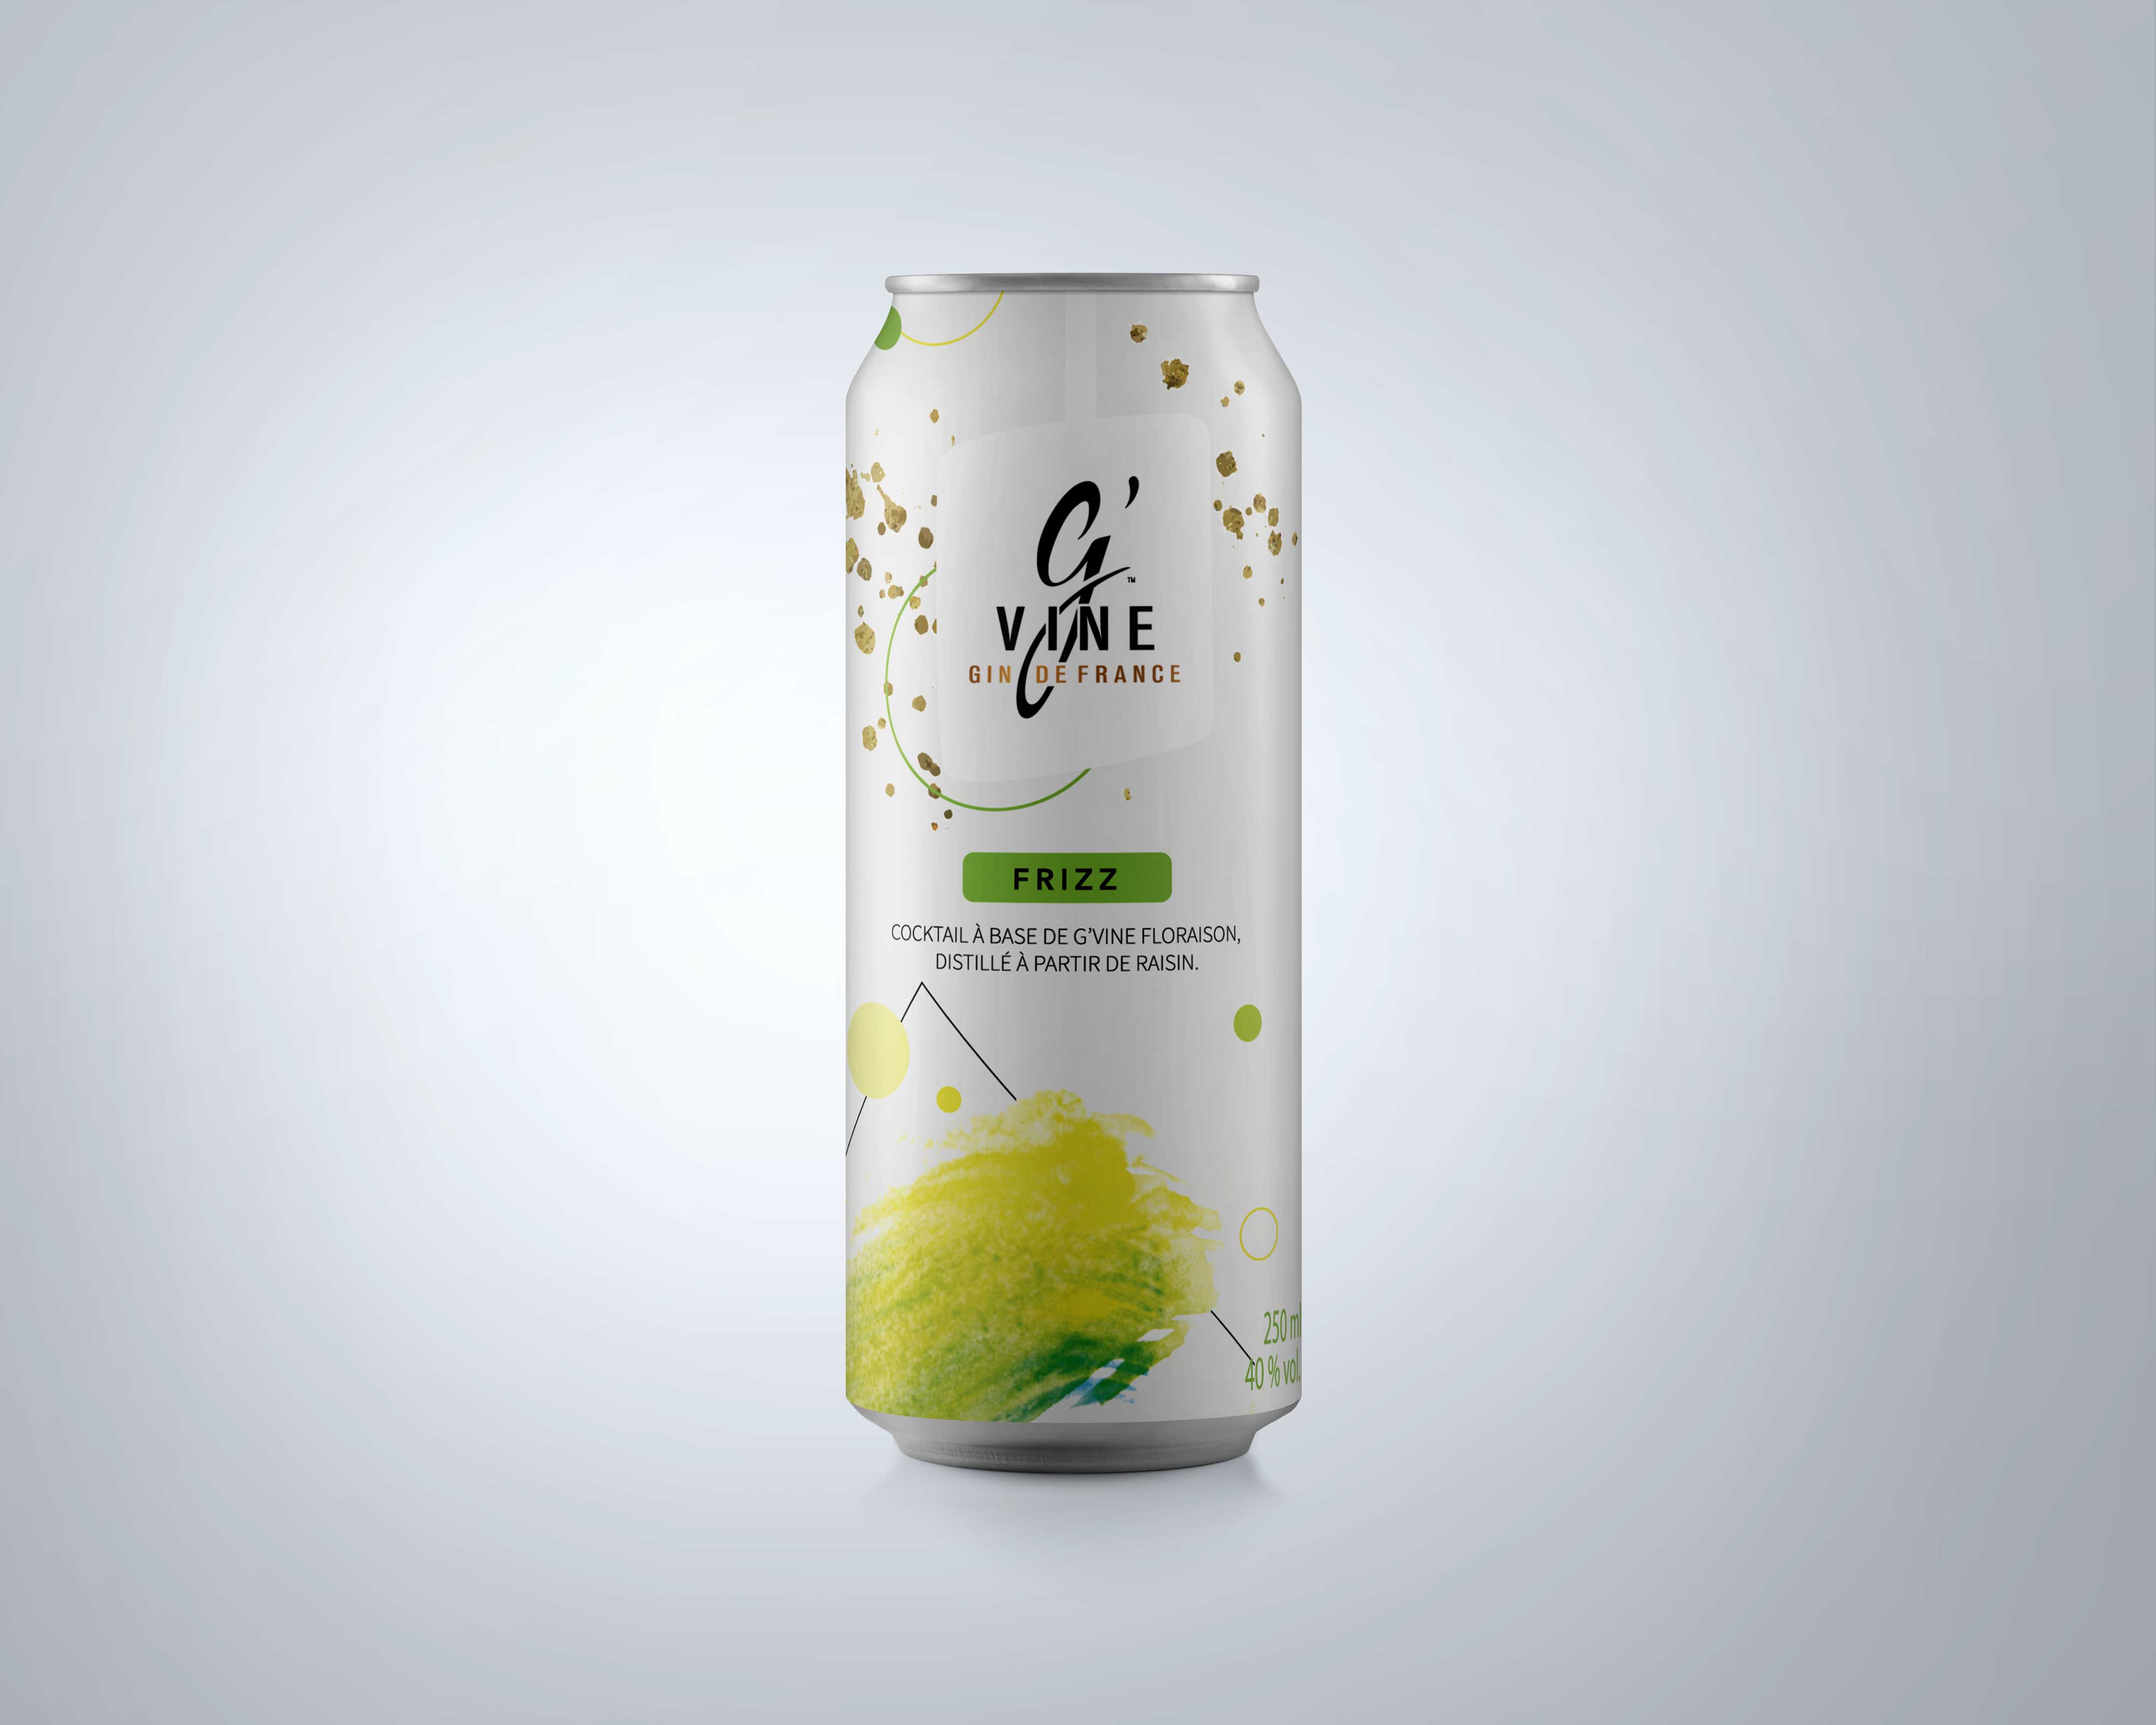 G'
™
VINE
GIN DE FRANCE
FRIZZ
COCKTAIL À BASE DE G'VINE FLORAISON,
DISTILLÉ À PARTIR DE RAISIN.
250 ml
40 % vol.